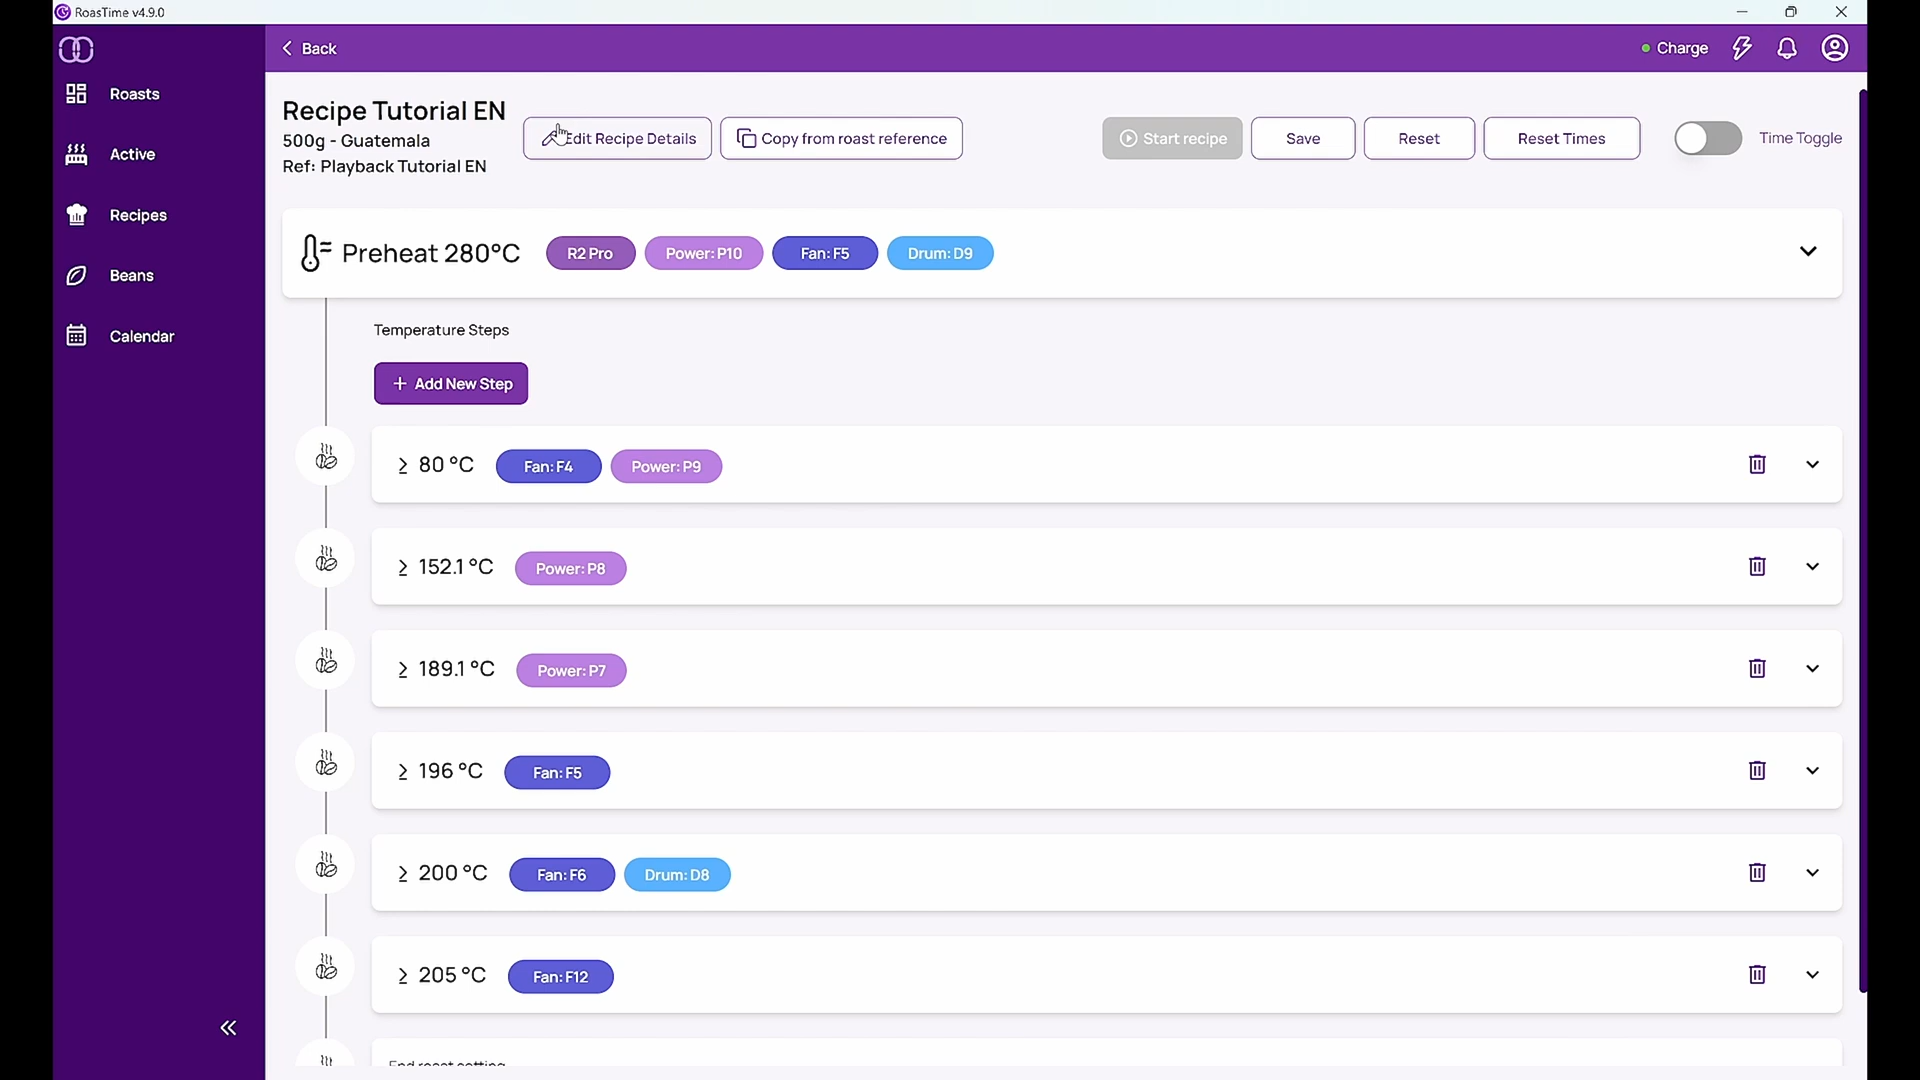 RoasTime v4.9.0
Back
Charge
Roasts
Active
Recipes
Beans
Calendar
Recipe Tutorial EN
500g - Guatemala
Ref: Playback Tutorial EN
Edit Recipe Details
Copy from roast reference
Start recipe
Save
Reset
Reset Times
Time Toggle
Preheat 280°C
R2 Pro
Power: P10
Fan: F5
Drum: D9
Temperature Steps
+ Add New Step
≥ 80 °C
Fan: F4
Power: P9
≥ 152.1 °C
Power: P8
≥ 189.1 °C
Power: P7
≥ 196 °C
Fan: F5
≥ 200 °C
Fan: F6
Drum: D8
≥ 205 °C
Fan: F12
End roast setting